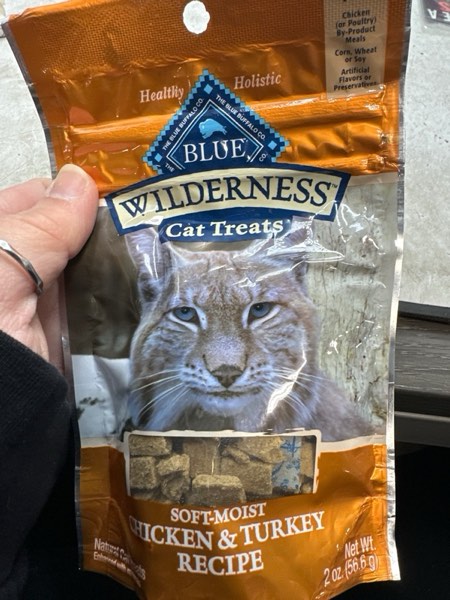 Chicken
(or Poultry)
By-Product
Meals
Corn, Wheat
or Soy
Artificial
Flavors or
Preservatives
Healthy Holistic
THE BLUE BUFFALO CO.
THE BLUE BUFFALO CO.
BLUE
WILDERNESS™
Cat Treats
SOFT-MOIST
CHICKEN & TURKEY
RECIPE
Natural
Net Wt.
2 oz. (56.6 g)